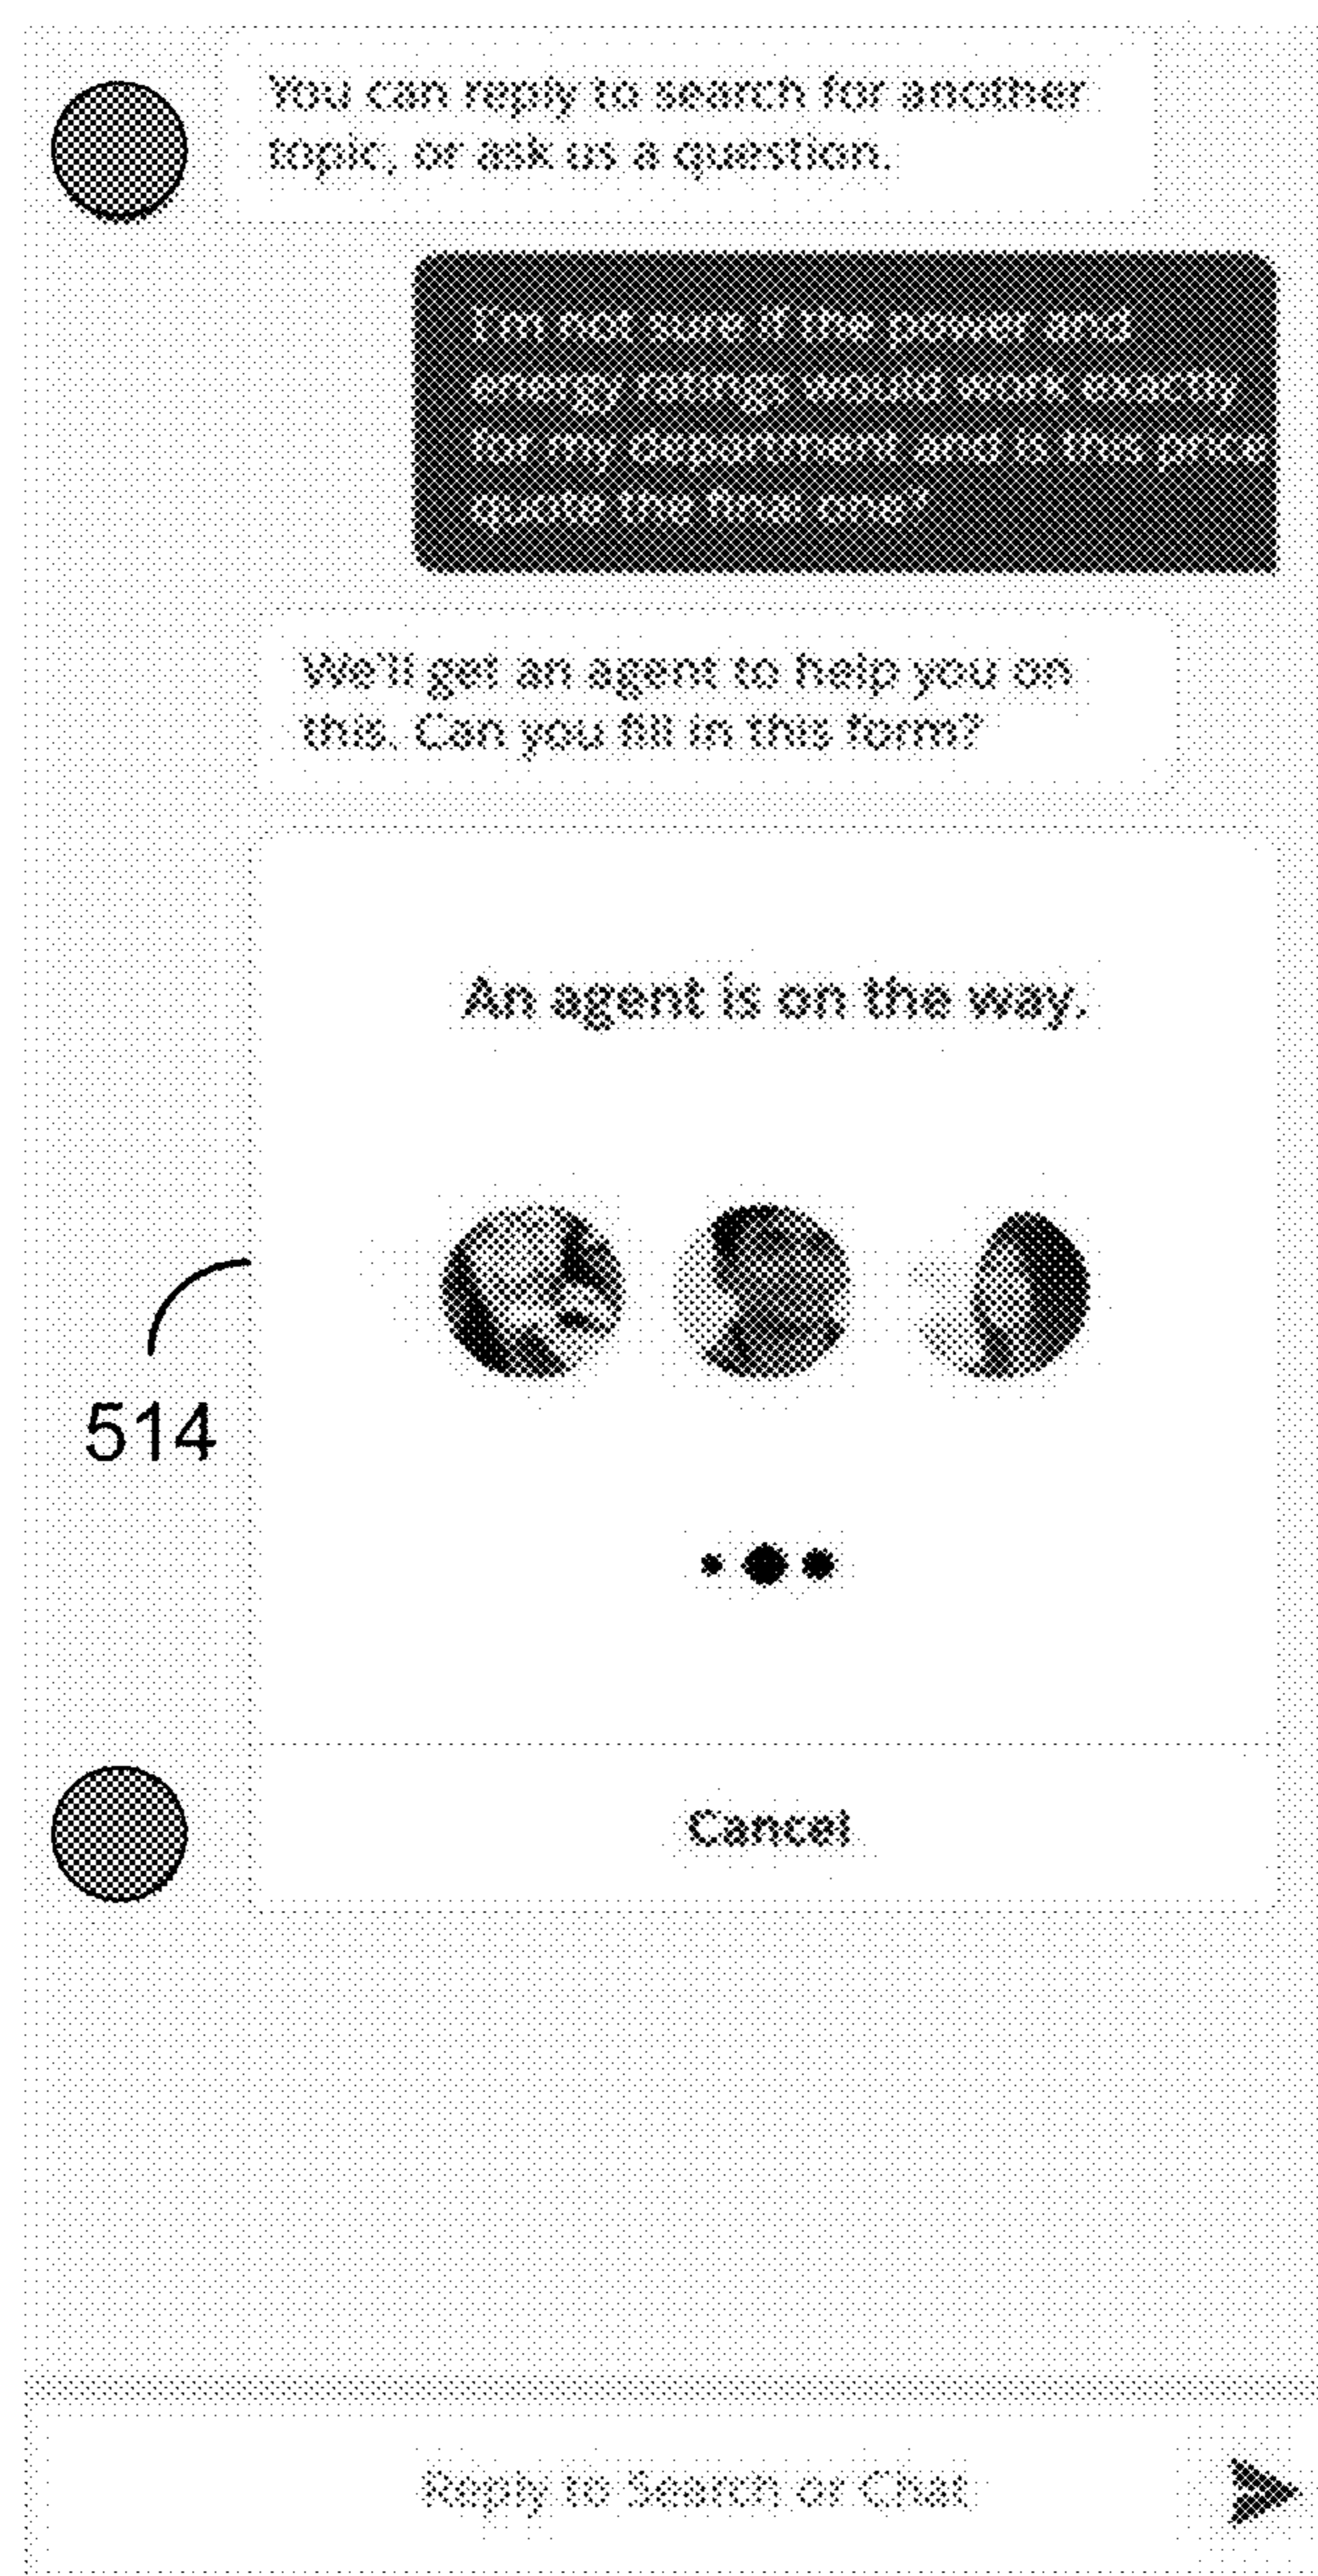 You can reply to search for another
topic, or ask us a question.
I'm not sure if the power and
energy ratings would work exactly
for my department and is this price
quote the final one?
We'll get an agent to help you on
this. Can you fill in this form?
An agent is on the way.
514
Cancel
Reply to Search or Chat